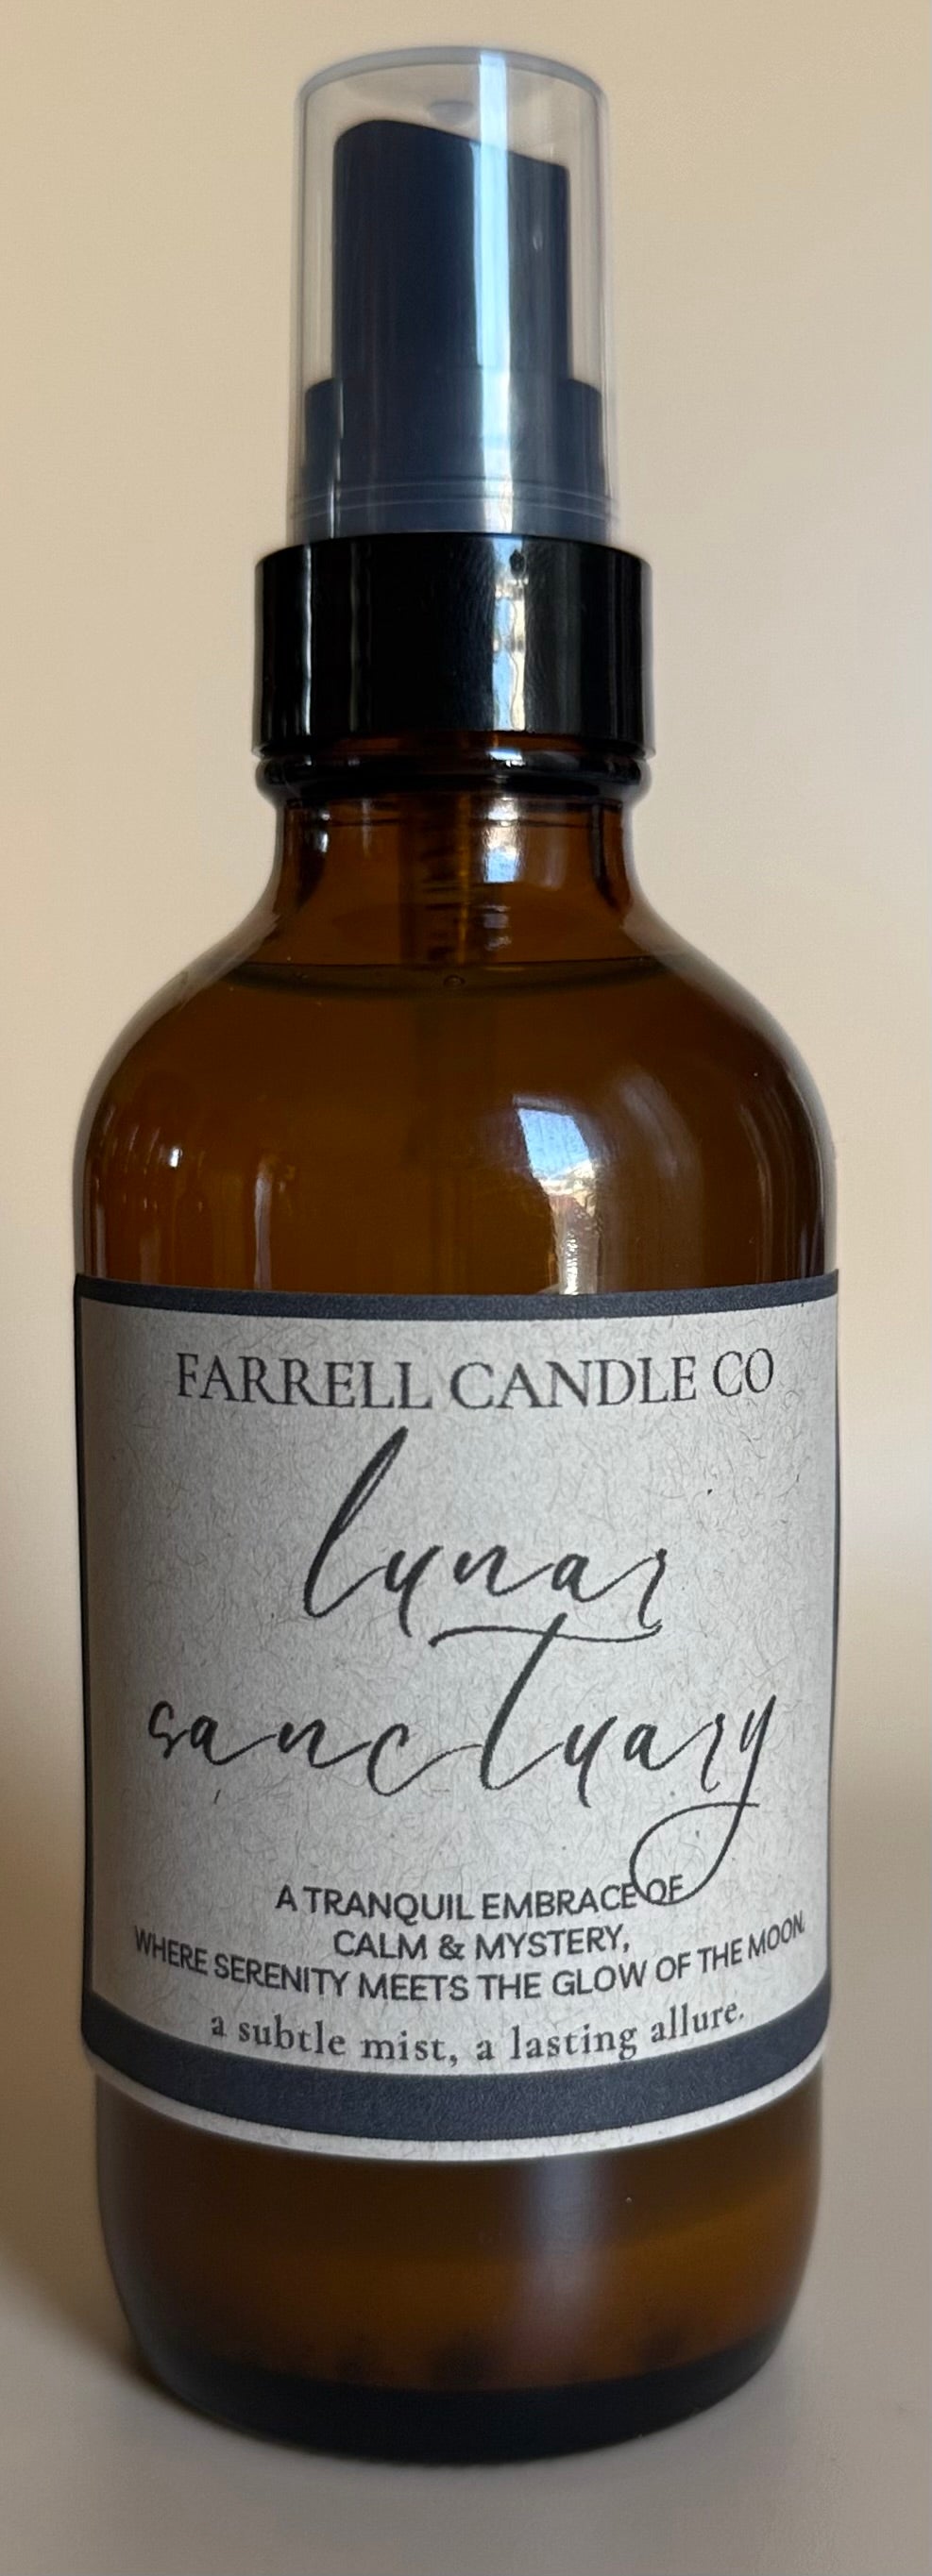 FARRELL CANDLE CO
lunar
sanctuary
A TRANQUIL EMBRACE OF
CALM & MYSTERY,
WHERE SERENITY MEETS THE GLOW OF THE MOON.
a subtle mist, a lasting allure.